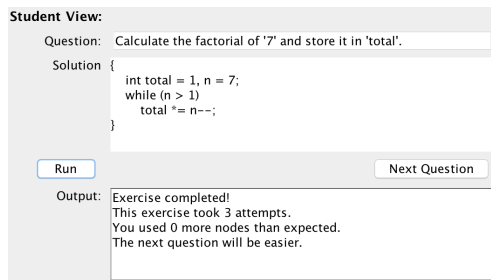 Student View:
Question: Calculate the factorial of '7' and store it in 'total'.
Solution {
int total = 1, n = 7;
while (n > 1)
total *= n--;
}
Run Next Question
Output: Exercise completed!
This exercise took 3 attempts.
You used 0 more nodes than expected.
The next question will be easier.